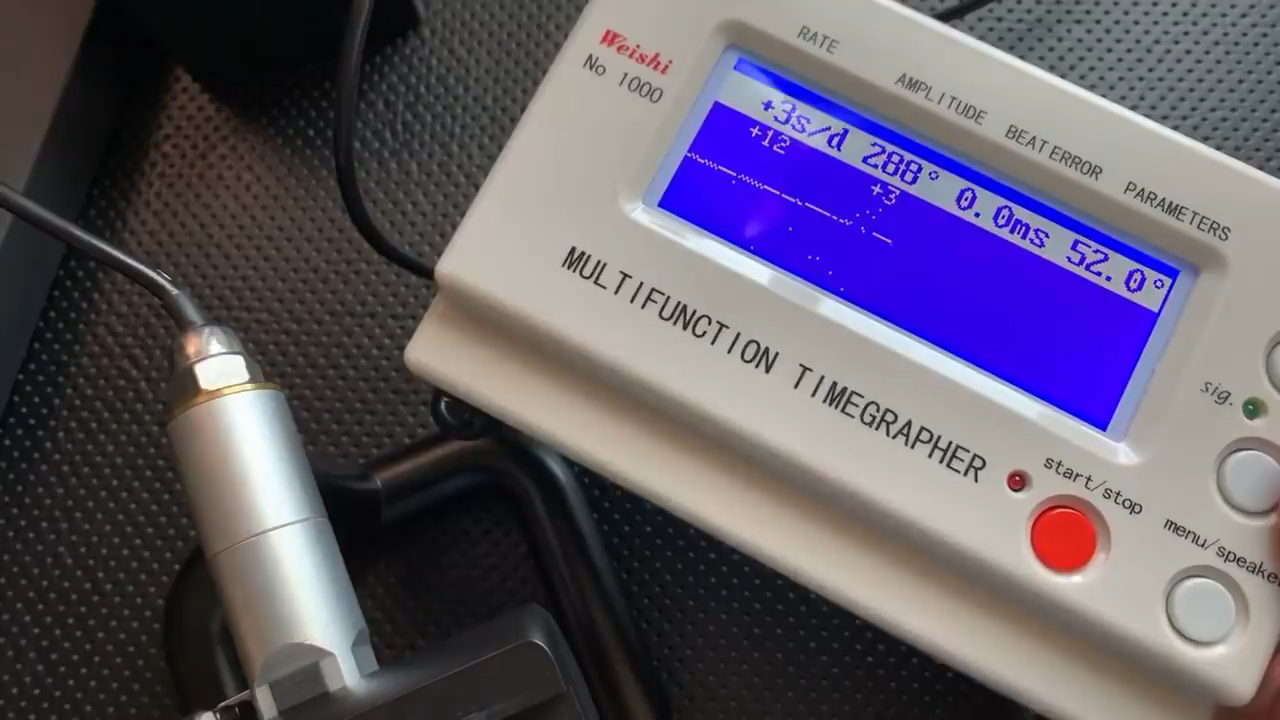 Weishi
No 1000
RATE
AMPLITUDE
BEATERROR
PARAMETERS
+3s/d 288° 0.0ms 52.0°
+12
+3
MULTIFUNCTION TIMEGRAPHER
sig.
start/stop
menu/speaker